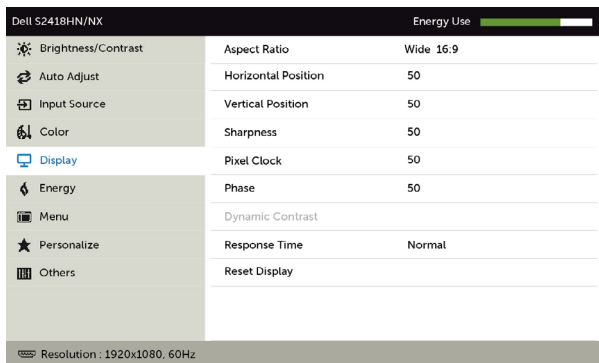 Dell S2418HN/NX Energy Use
Brightness/Contrast Aspect Ratio Wide 16:9
Auto Adjust Horizontal Position 50
Input Source Vertical Position 50
Color Sharpness 50
Display Pixel Clock 50
Energy Phase 50
Menu Dynamic Contrast
Personalize Response Time Normal
Others Reset Display
Resolution : 1920x1080, 60Hz